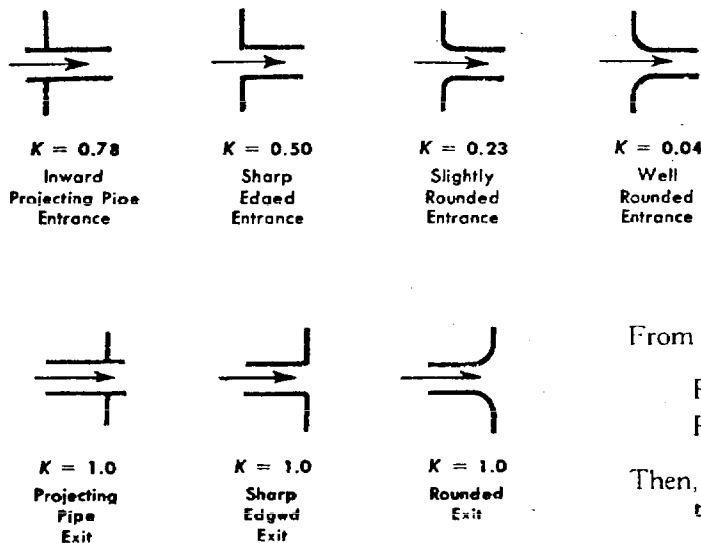 K = 0.78
Inward
Projecting Pipe
Entrance
K = 0.50
Sharp
Edged
Entrance
K = 0.23
Slightly
Rounded
Entrance
K = 0.04
Well
Rounded
Entrance
K = 1.0
Projecting
Pipe
Exit
K = 1.0
Sharp
Edged
Exit
K = 1.0
Rounded
Exit
From
Then,